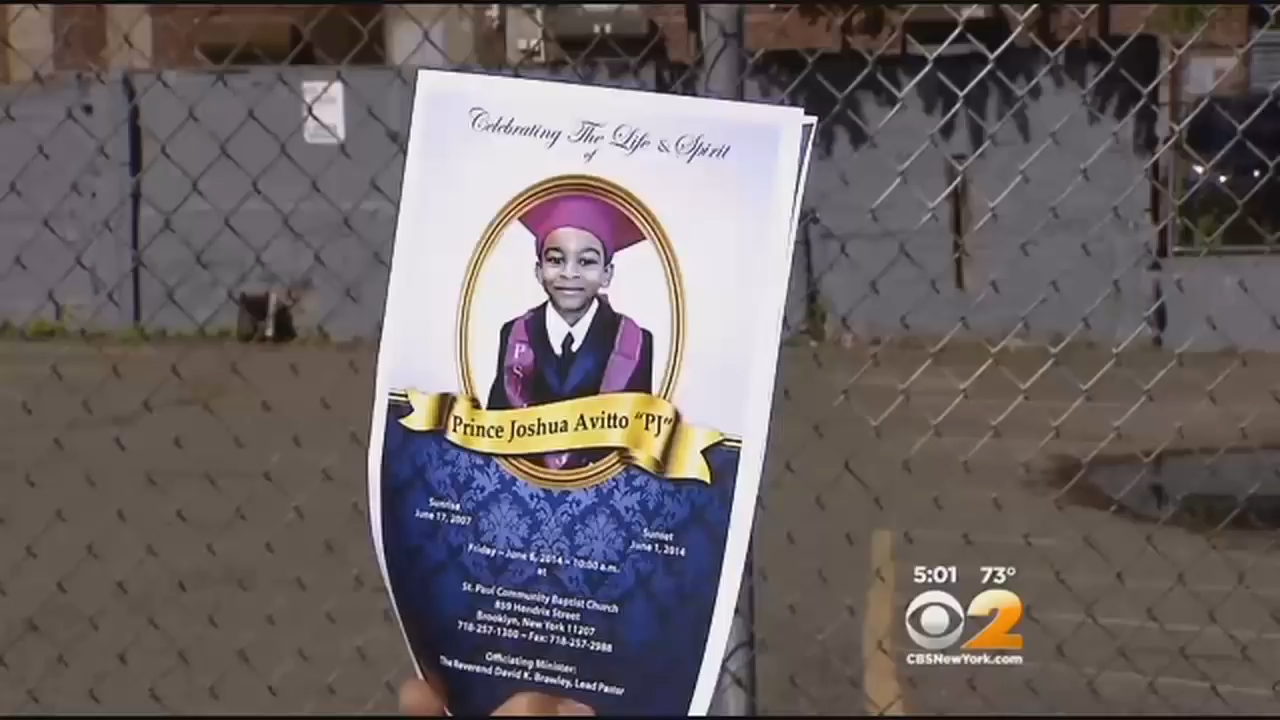 Celebrating The Life & Spirit
of
P
S
Prince Joshua Avitto "PJ"
Sunrise
June 17, 2007
Sunset
June 1, 2014
Friday ~ June 6, 2014 ~ 10:00 a.m.
at
St. Paul Community Baptist Church
859 Hendrix Street
Brooklyn, New York 11207
718-257-1300 ~ Fax: 718-257-2988
Officiating Minister:
The Reverend David K. Brawley, Lead Pastor
5:01 73°
2
CBSNewYork.com